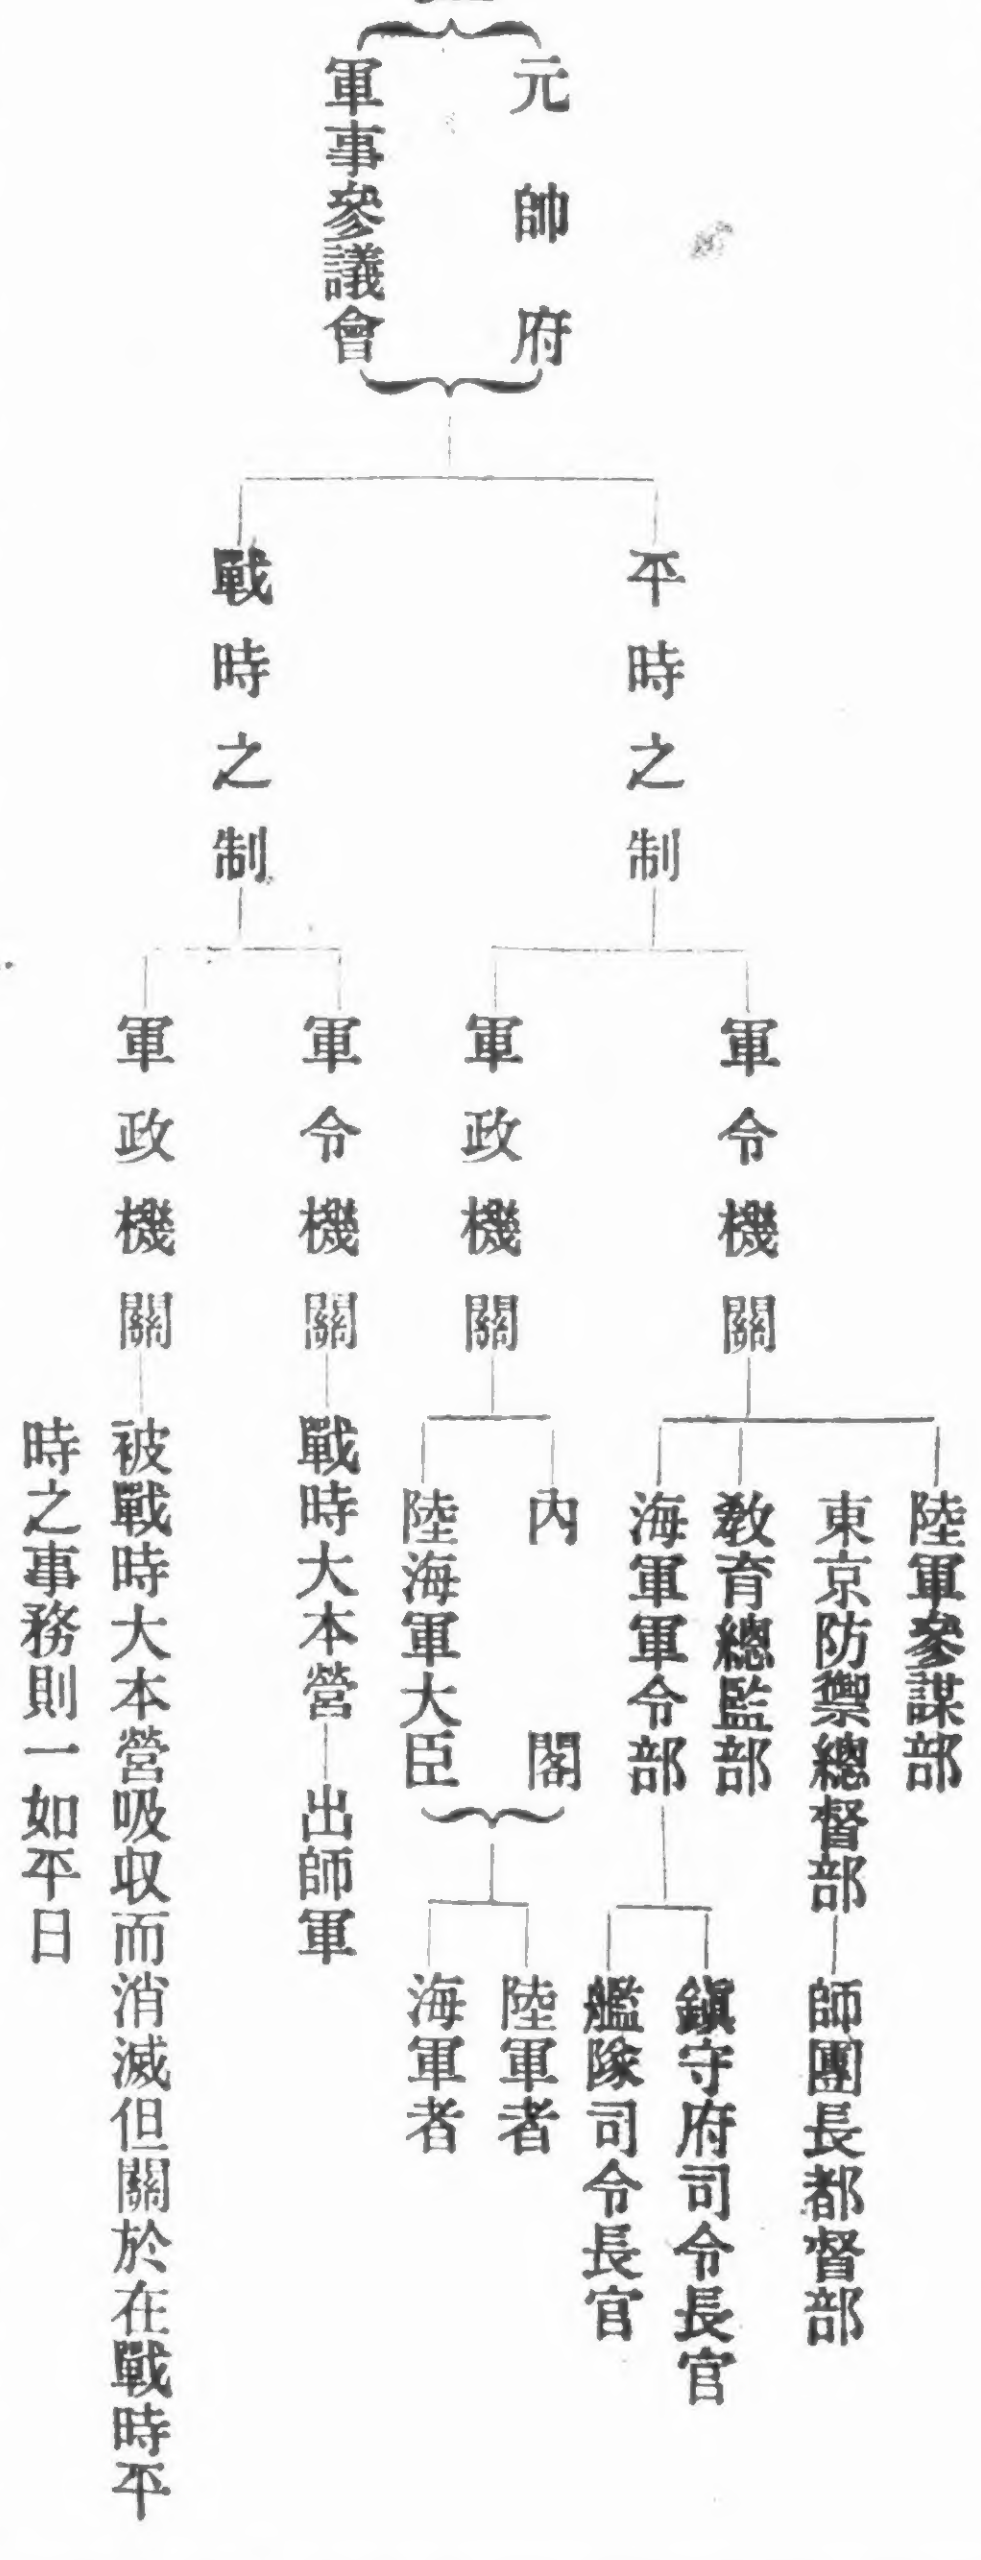 元帥府
軍事參議會
平時之制
戰時之制
軍令機關
軍政機關
軍令機關
軍政機關
陸軍參謀部
東京防禦總督部
師團長都督部
教育總監部
海軍軍令部
鎭守府司令長官
艦隊司令長官
內閣
陸海軍大臣
陸軍者
海軍者
戰時大本營
出師軍
被戰時大本營吸収而消滅但關於在戰時平
時之事務則一如平日